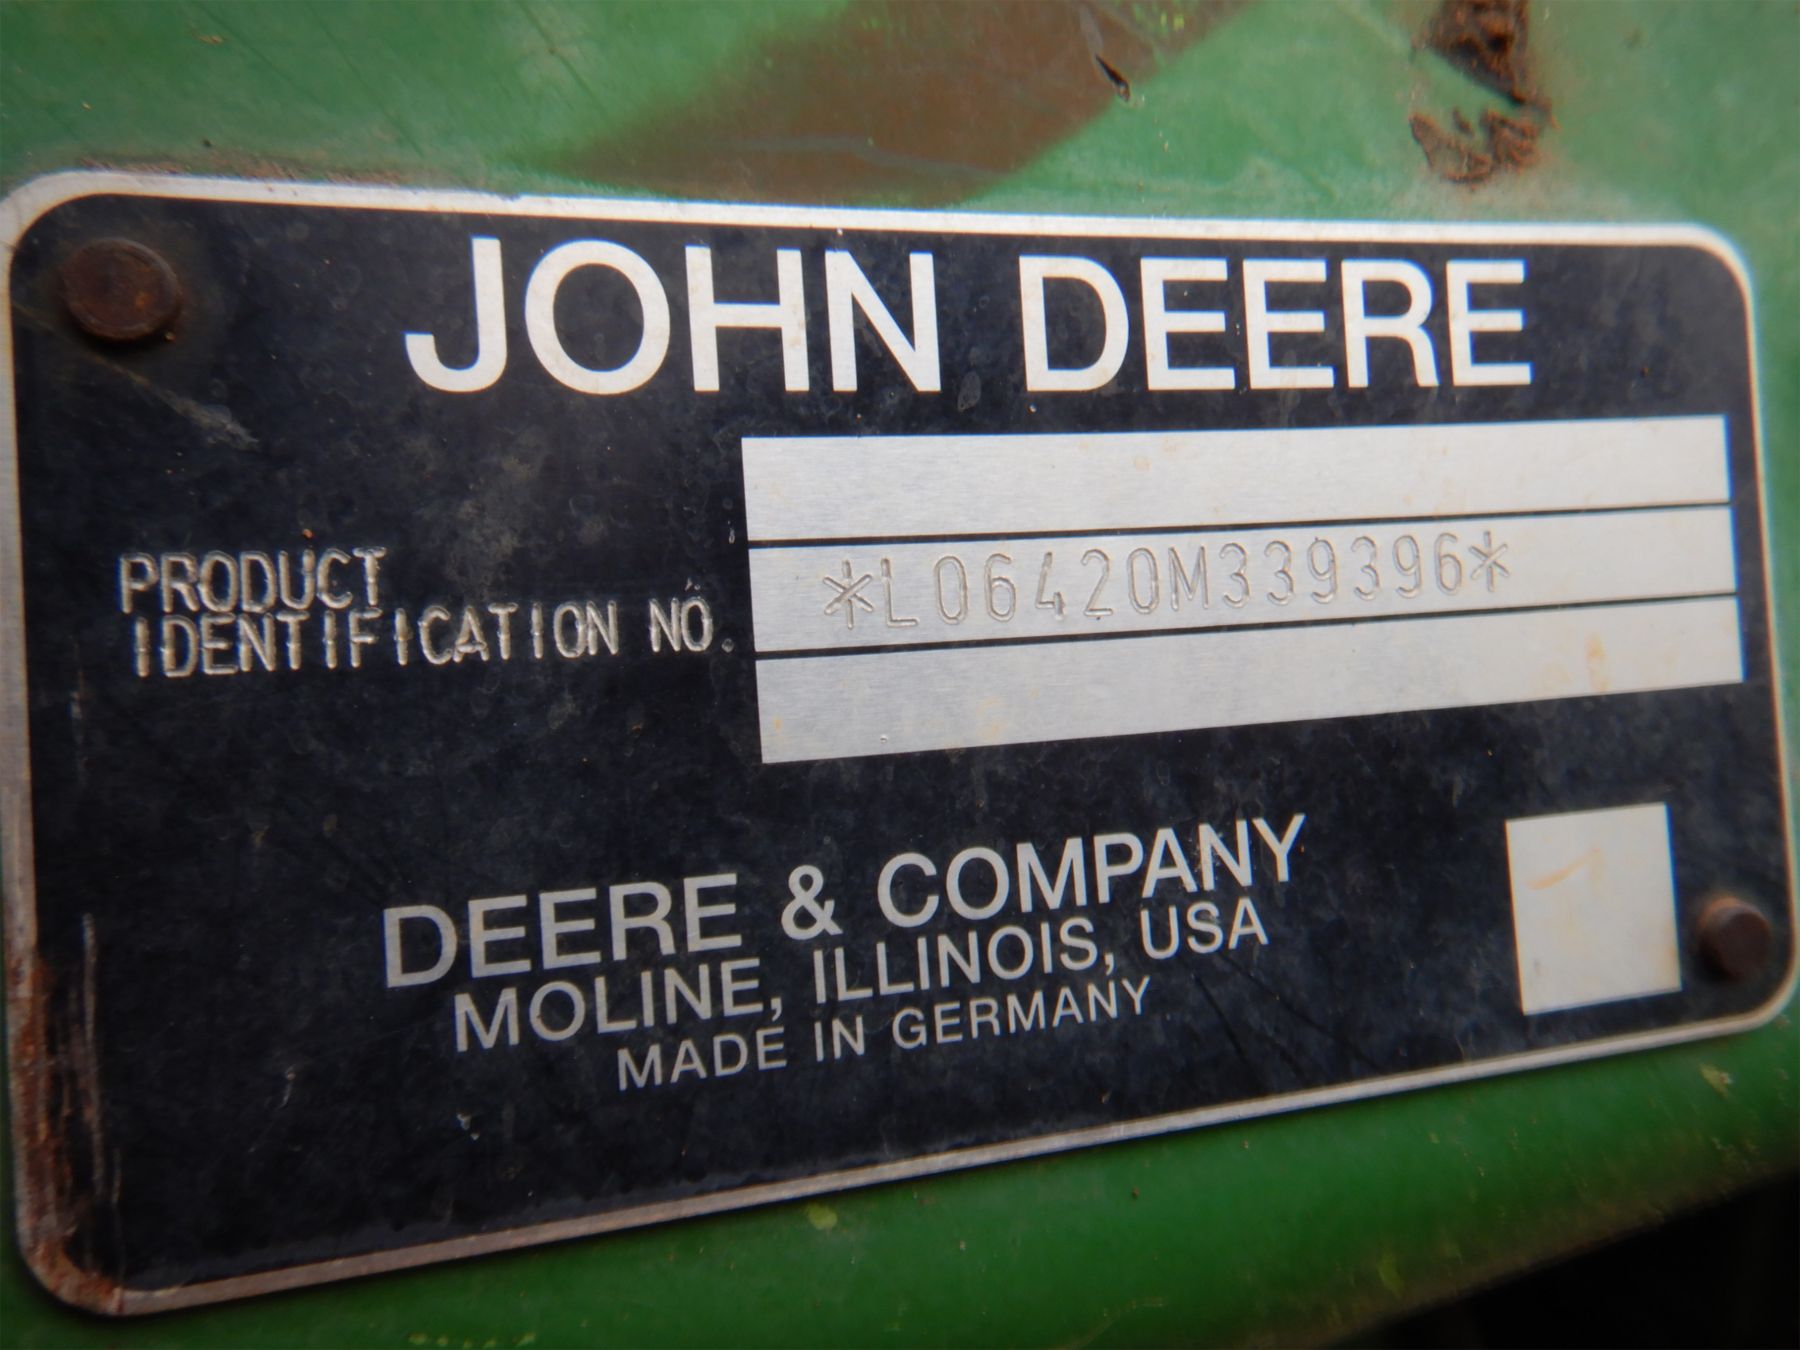 JOHN DEERE
PRODUCT
IDENTIFICATION NO.
*L06420M339396*
DEERE & COMPANY
MOLINE, ILLINOIS, USA
MADE IN GERMANY